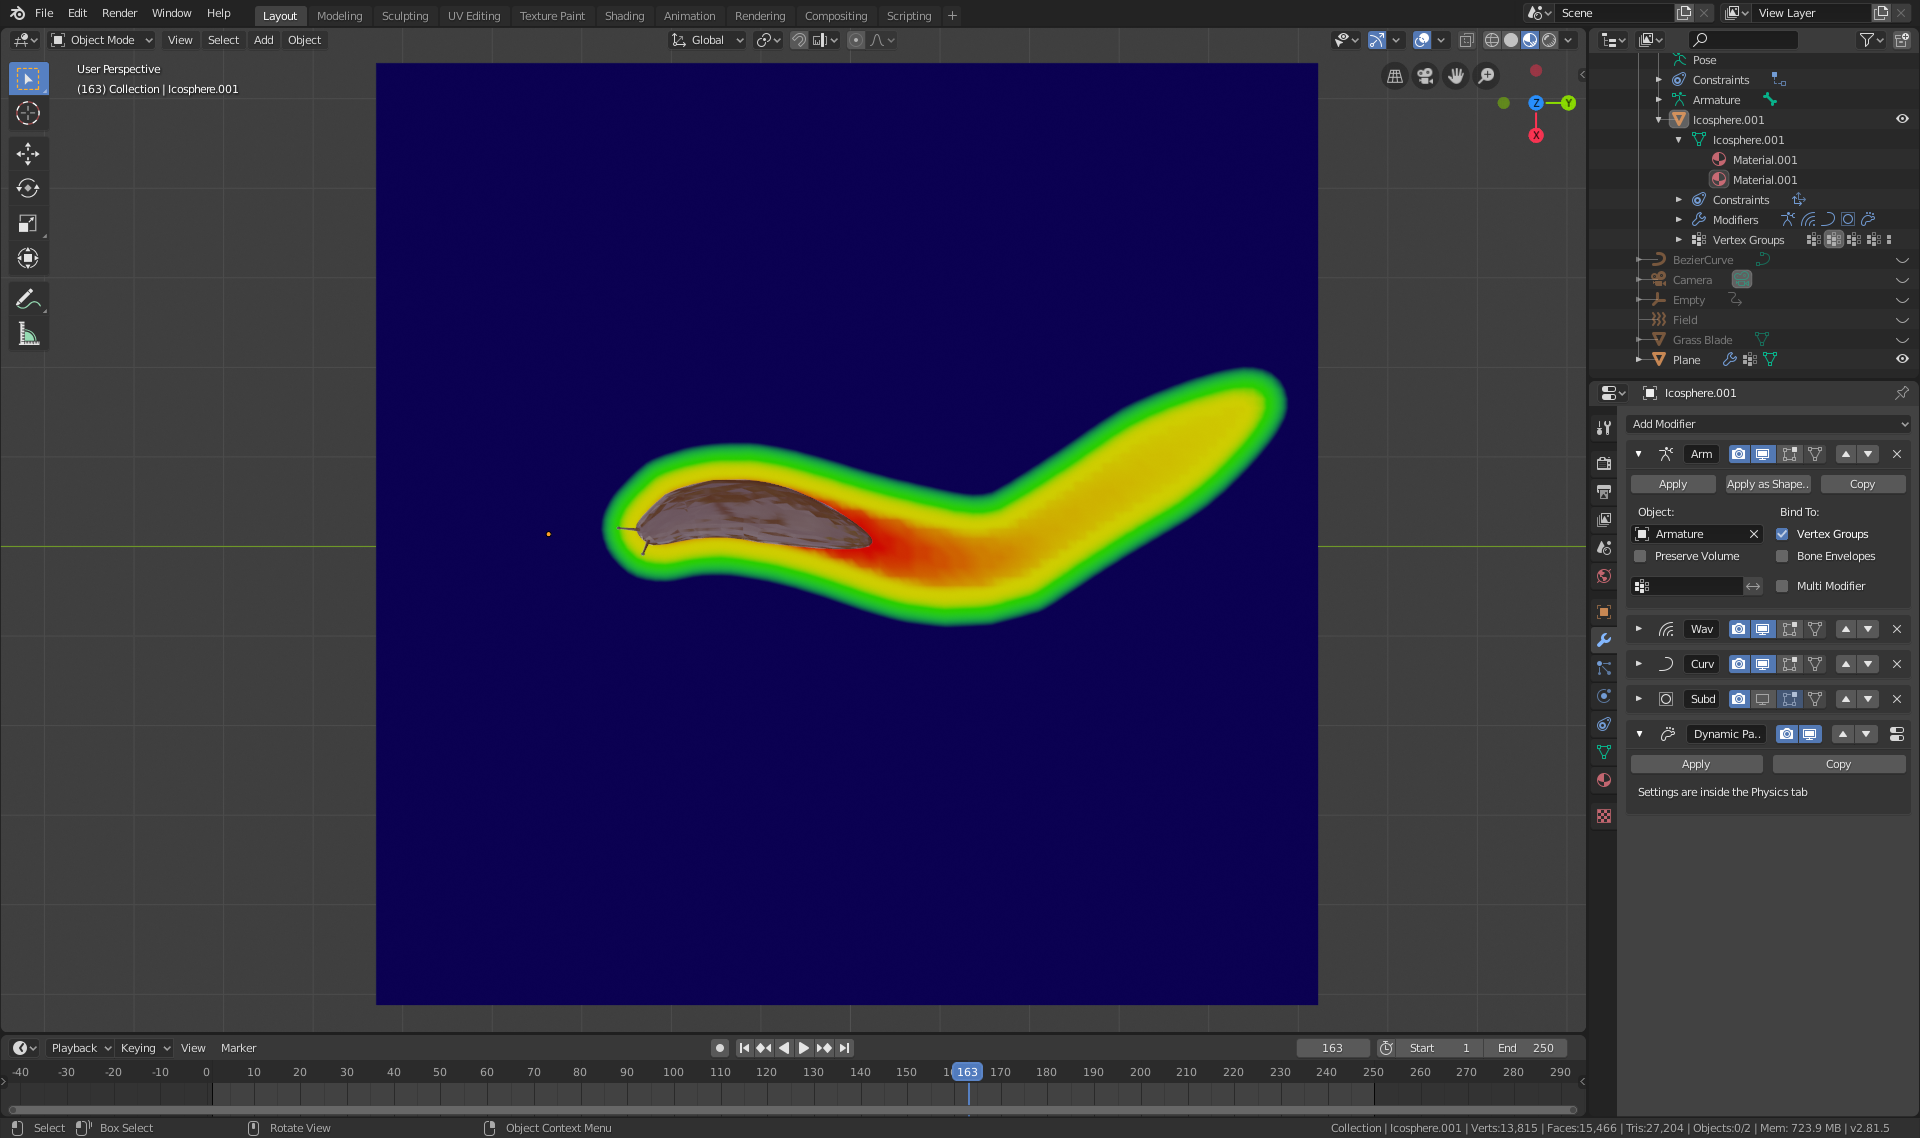 File Edit Render Window Help Layout Modeling Sculpting UV Editing Texture Paint Shading Animation Rendering Compositing Scripting + Scene View Layer
Object Mode View Select Add Object Global
User Perspective
(163) Collection | Icosphere.001
Z Y
X
Pose
Constraints
Armature
Icosphere.001
Icosphere.001
Material.001
Material.001
Constraints
Modifiers
Vertex Groups
BezierCurve
Camera
Empty
Field
Grass Blade
Plane
Icosphere.001
Add Modifier
Arm
Apply Apply as Shape.. Copy
Object: Bind To:
Armature Vertex Groups
Preserve Volume Bone Envelopes
Multi Modifier
Wav
Curv
Subd
Dynamic Pa..
Apply Copy
Settings are inside the Physics tab
Playback Keying View Marker 163 Start 1 End 250
-40 -30 -20 -10 0 10 20 30 40 50 60 70 80 90 100 110 120 130 140 150 163 170 180 190 200 210 220 230 240 250 260 270 280 290
Select Box Select Rotate View Object Context Menu Collection | Icosphere.001 | Verts:13,815 | Faces:15,466 | Tris:27,204 | Objects:0/2 | Mem: 723.9 MB | v2.81.5